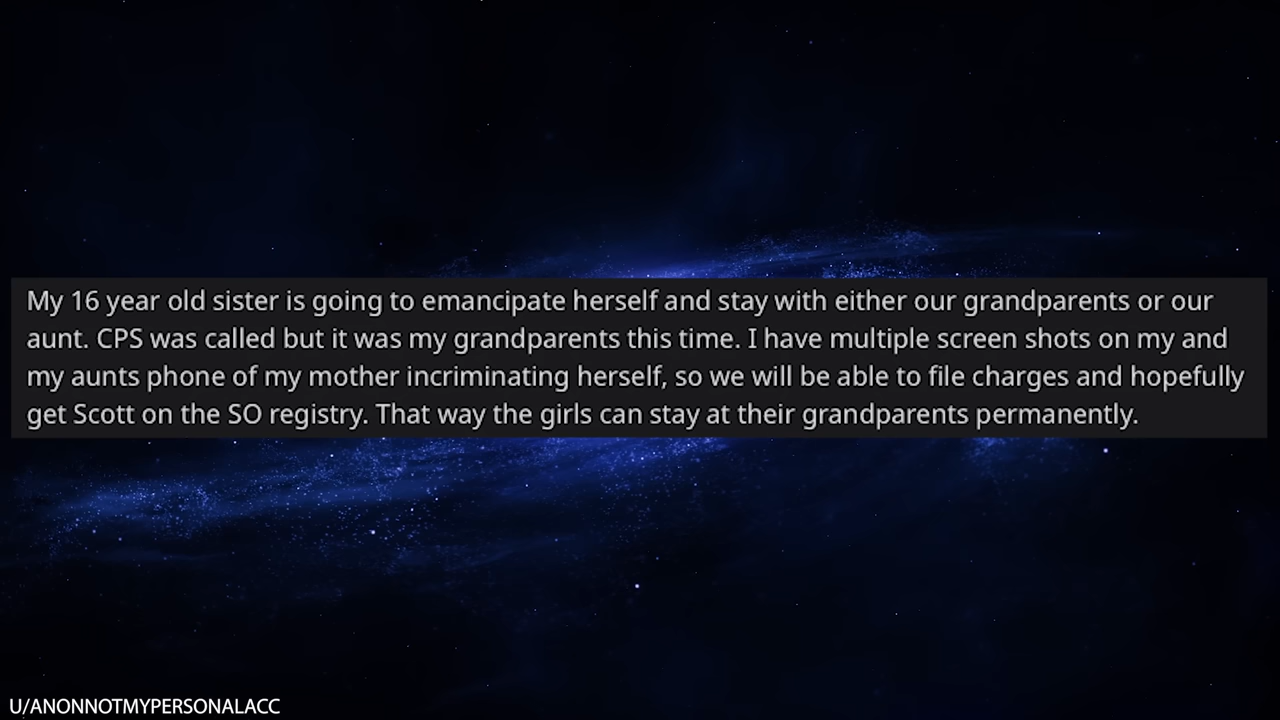 My 16 year old sister is going to emancipate herself and stay with either our grandparents or our
aunt. CPS was called but it was my grandparents this time. I have multiple screen shots on my and
my aunts phone of my mother incriminating herself, so we will be able to file charges and hopefully
get Scott on the SO registry. That way the girls can stay at their grandparents permanently.
U/ANONNOTMYPERSONALACC